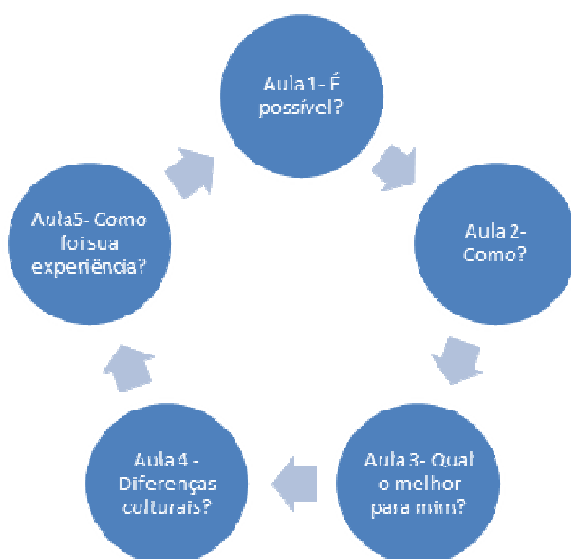 Aula 1- É
possível?
Aula 2-
Como?
Aula 3- Qual
o melhor
para mim?
Aula 4 -
Diferenças
culturais?
Aula5- Como
foi sua
experiência?